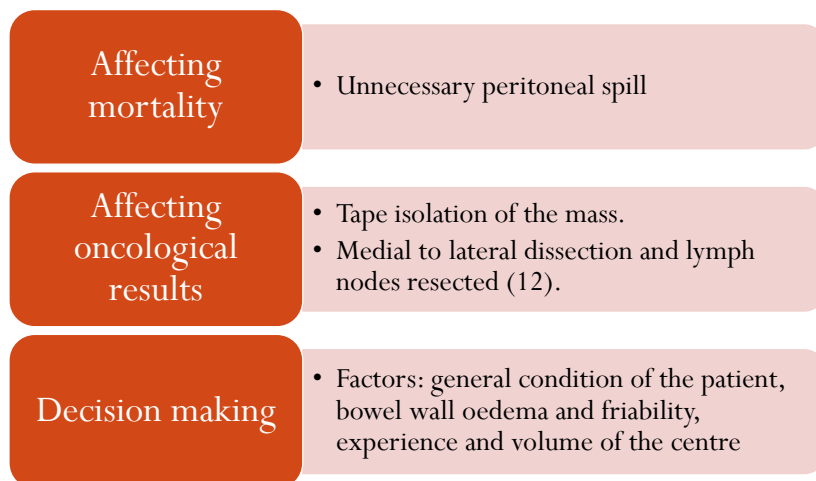 Affecting
mortality
• Unnecessary peritoneal spill
Affecting
oncological
results
• Tape isolation of the mass.
• Medial to lateral dissection and lymph
nodes resected (12).
Decision making
• Factors: general condition of the patient,
bowel wall oedema and friability,
experience and volume of the centre